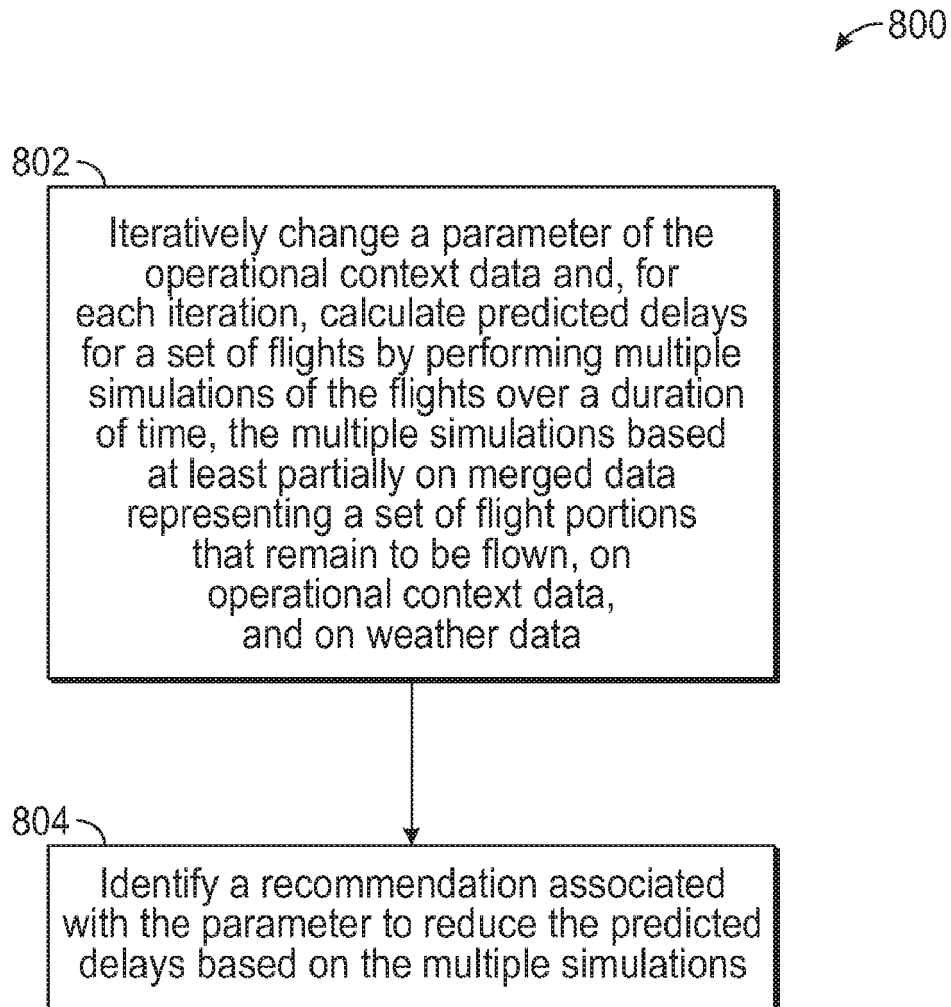 800
802
Iteratively change a parameter of the
operational context data and, for
each iteration, calculate predicted delays
for a set of flights by performing multiple
simulations of the flights over a duration
of time, the multiple simulations based
at least partially on merged data
representing a set of flight portions
that remain to be flown, on
operational context data,
and on weather data
804
Identify a recommendation associated
with the parameter to reduce the predicted
delays based on the multiple simulations